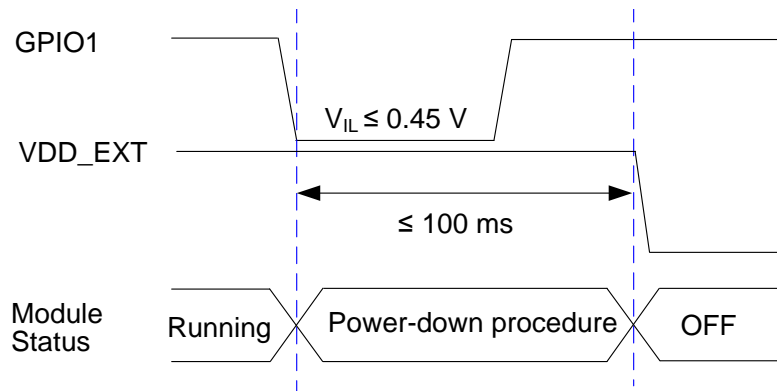 GPIO1
V_IL ≤ 0.45 V
VDD_EXT
≤ 100 ms
Module
Status
Running
Power-down procedure
OFF